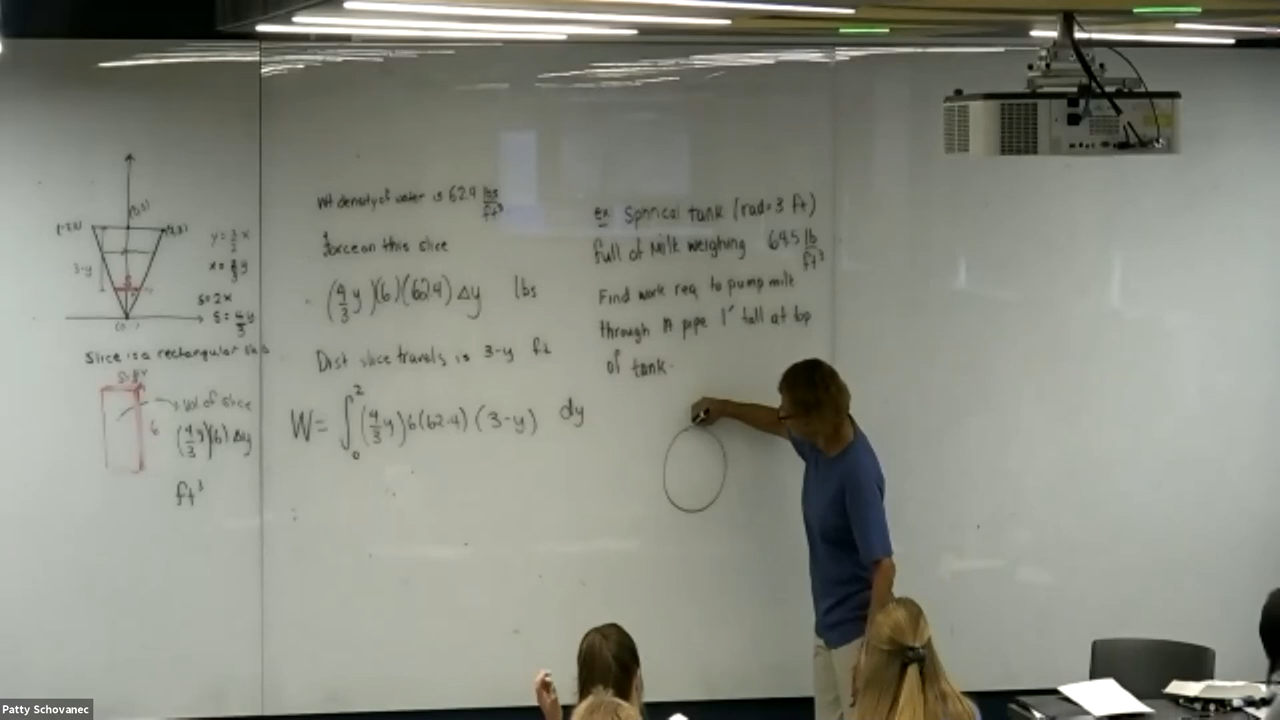 y = 3/2 x
x = 2/3 y
3-y
s = 2x
s = 4y/3
Slice is a rectangular
Vol of slice
(4/3 y)(6) Δy
6
ft³
Wt density of water is 62.4 lbs/ft³
force on this slice
(4/3 y)(6)(62.4) Δy lbs
Dist slice travels is 3-y ft
W = ∫₀² (4/3 y)6(62.4)(3-y) dy
ex Sphrical tank (rad=3 ft)
full of Milk weighing 64.5 lb/ft³
Find work req to pump milk
through a pipe 1' tall at top
of tank.
Patty Schovanec